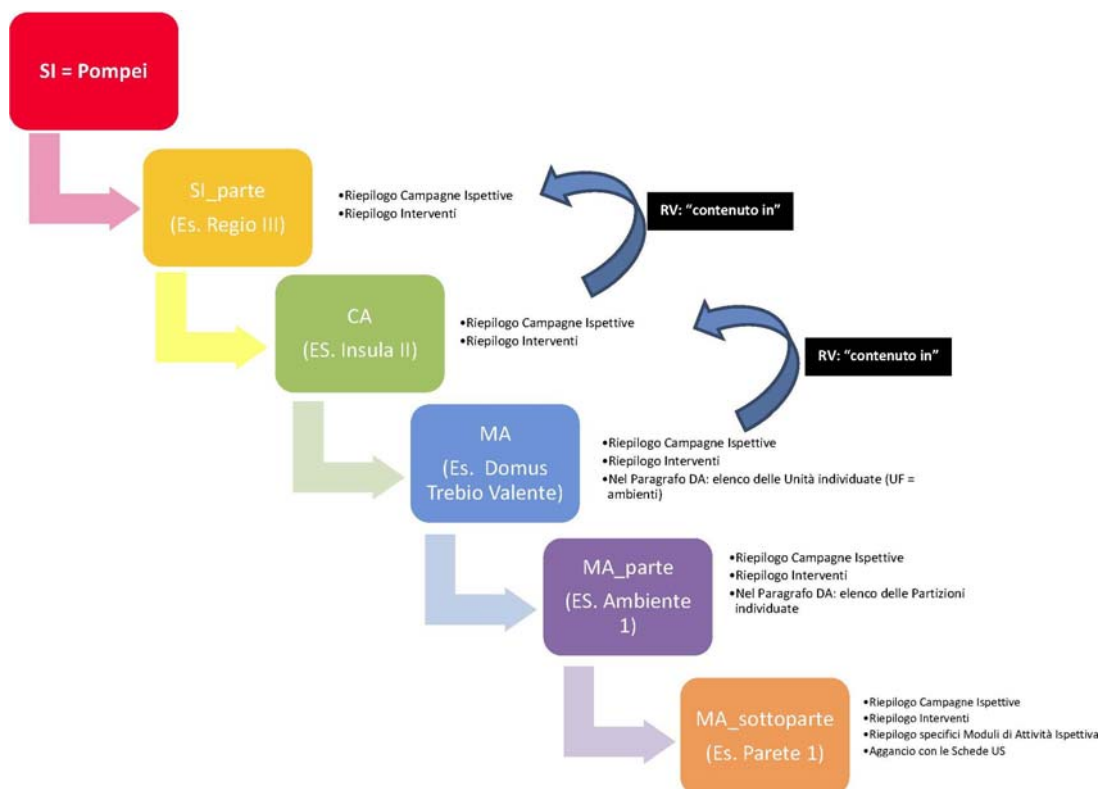 SI = Pompei
SI_parte
(Es. Regio III)
•Riepilogo Campagne Ispettive
•Riepilogo Interventi
RV: “contenuto in”
CA
(ES. Insula II)
•Riepilogo Campagne Ispettive
•Riepilogo Interventi
RV: “contenuto in”
MA
(Es.  Domus
Trebio Valente)
•Riepilogo Campagne Ispettive
•Riepilogo Interventi
•Nel Paragrafo DA: elenco delle Unità individuate (UF =
ambienti)
MA_parte
(ES. Ambiente
1)
•Riepilogo Campagne Ispettive
•Riepilogo Interventi
•Nel Paragrafo DA: elenco delle Partizioni
individuate
MA_sottoparte
(Es. Parete 1)
•Riepilogo Campagne Ispettive
•Riepilogo Interventi
•Riepilogo specifici Moduli di Attività Ispettiva
•Aggancio con le Schede US